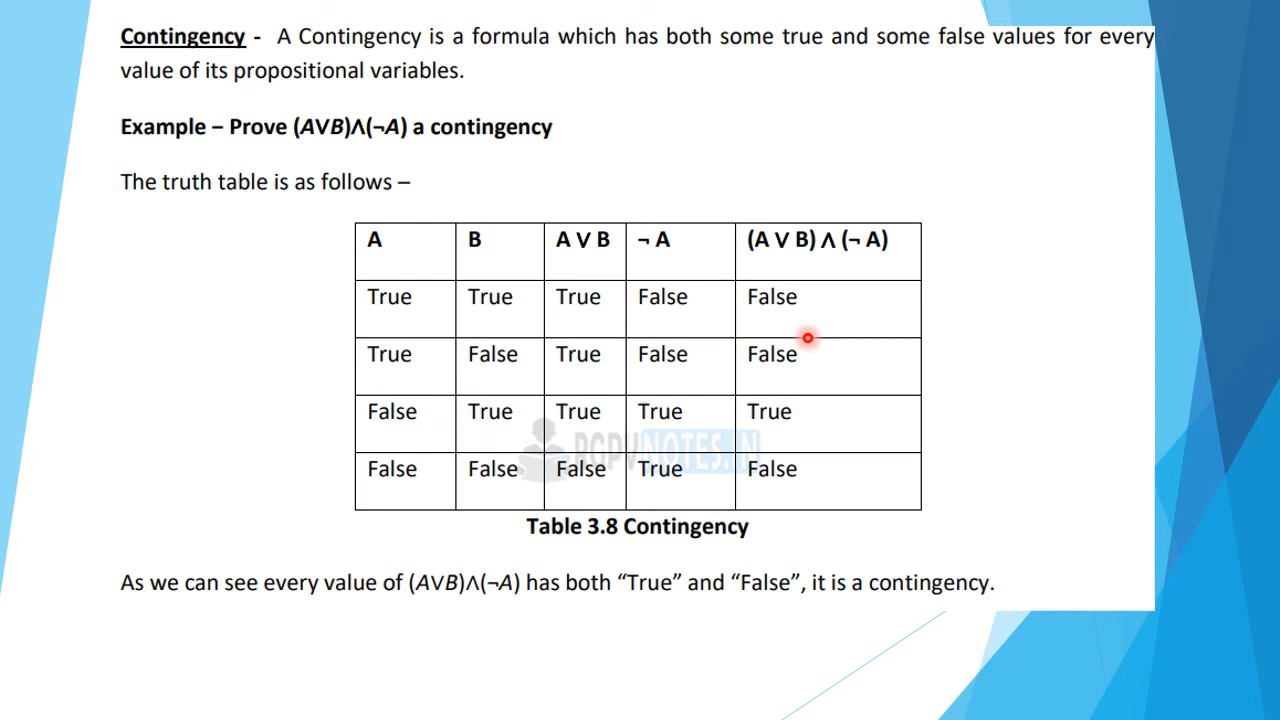 Contingency - A Contingency is a formula which has both some true and some false values for every
value of its propositional variables.
Example − Prove (A∨B)∧(¬A) a contingency
The truth table is as follows –
A B A ∨ B ¬ A (A ∨ B) ∧ (¬ A)
True True True False False
True False True False False
False True True True True
RGPVNOTES.IN
False False False True False
Table 3.8 Contingency
As we can see every value of (A∨B)∧(¬A) has both “True” and “False”, it is a contingency.